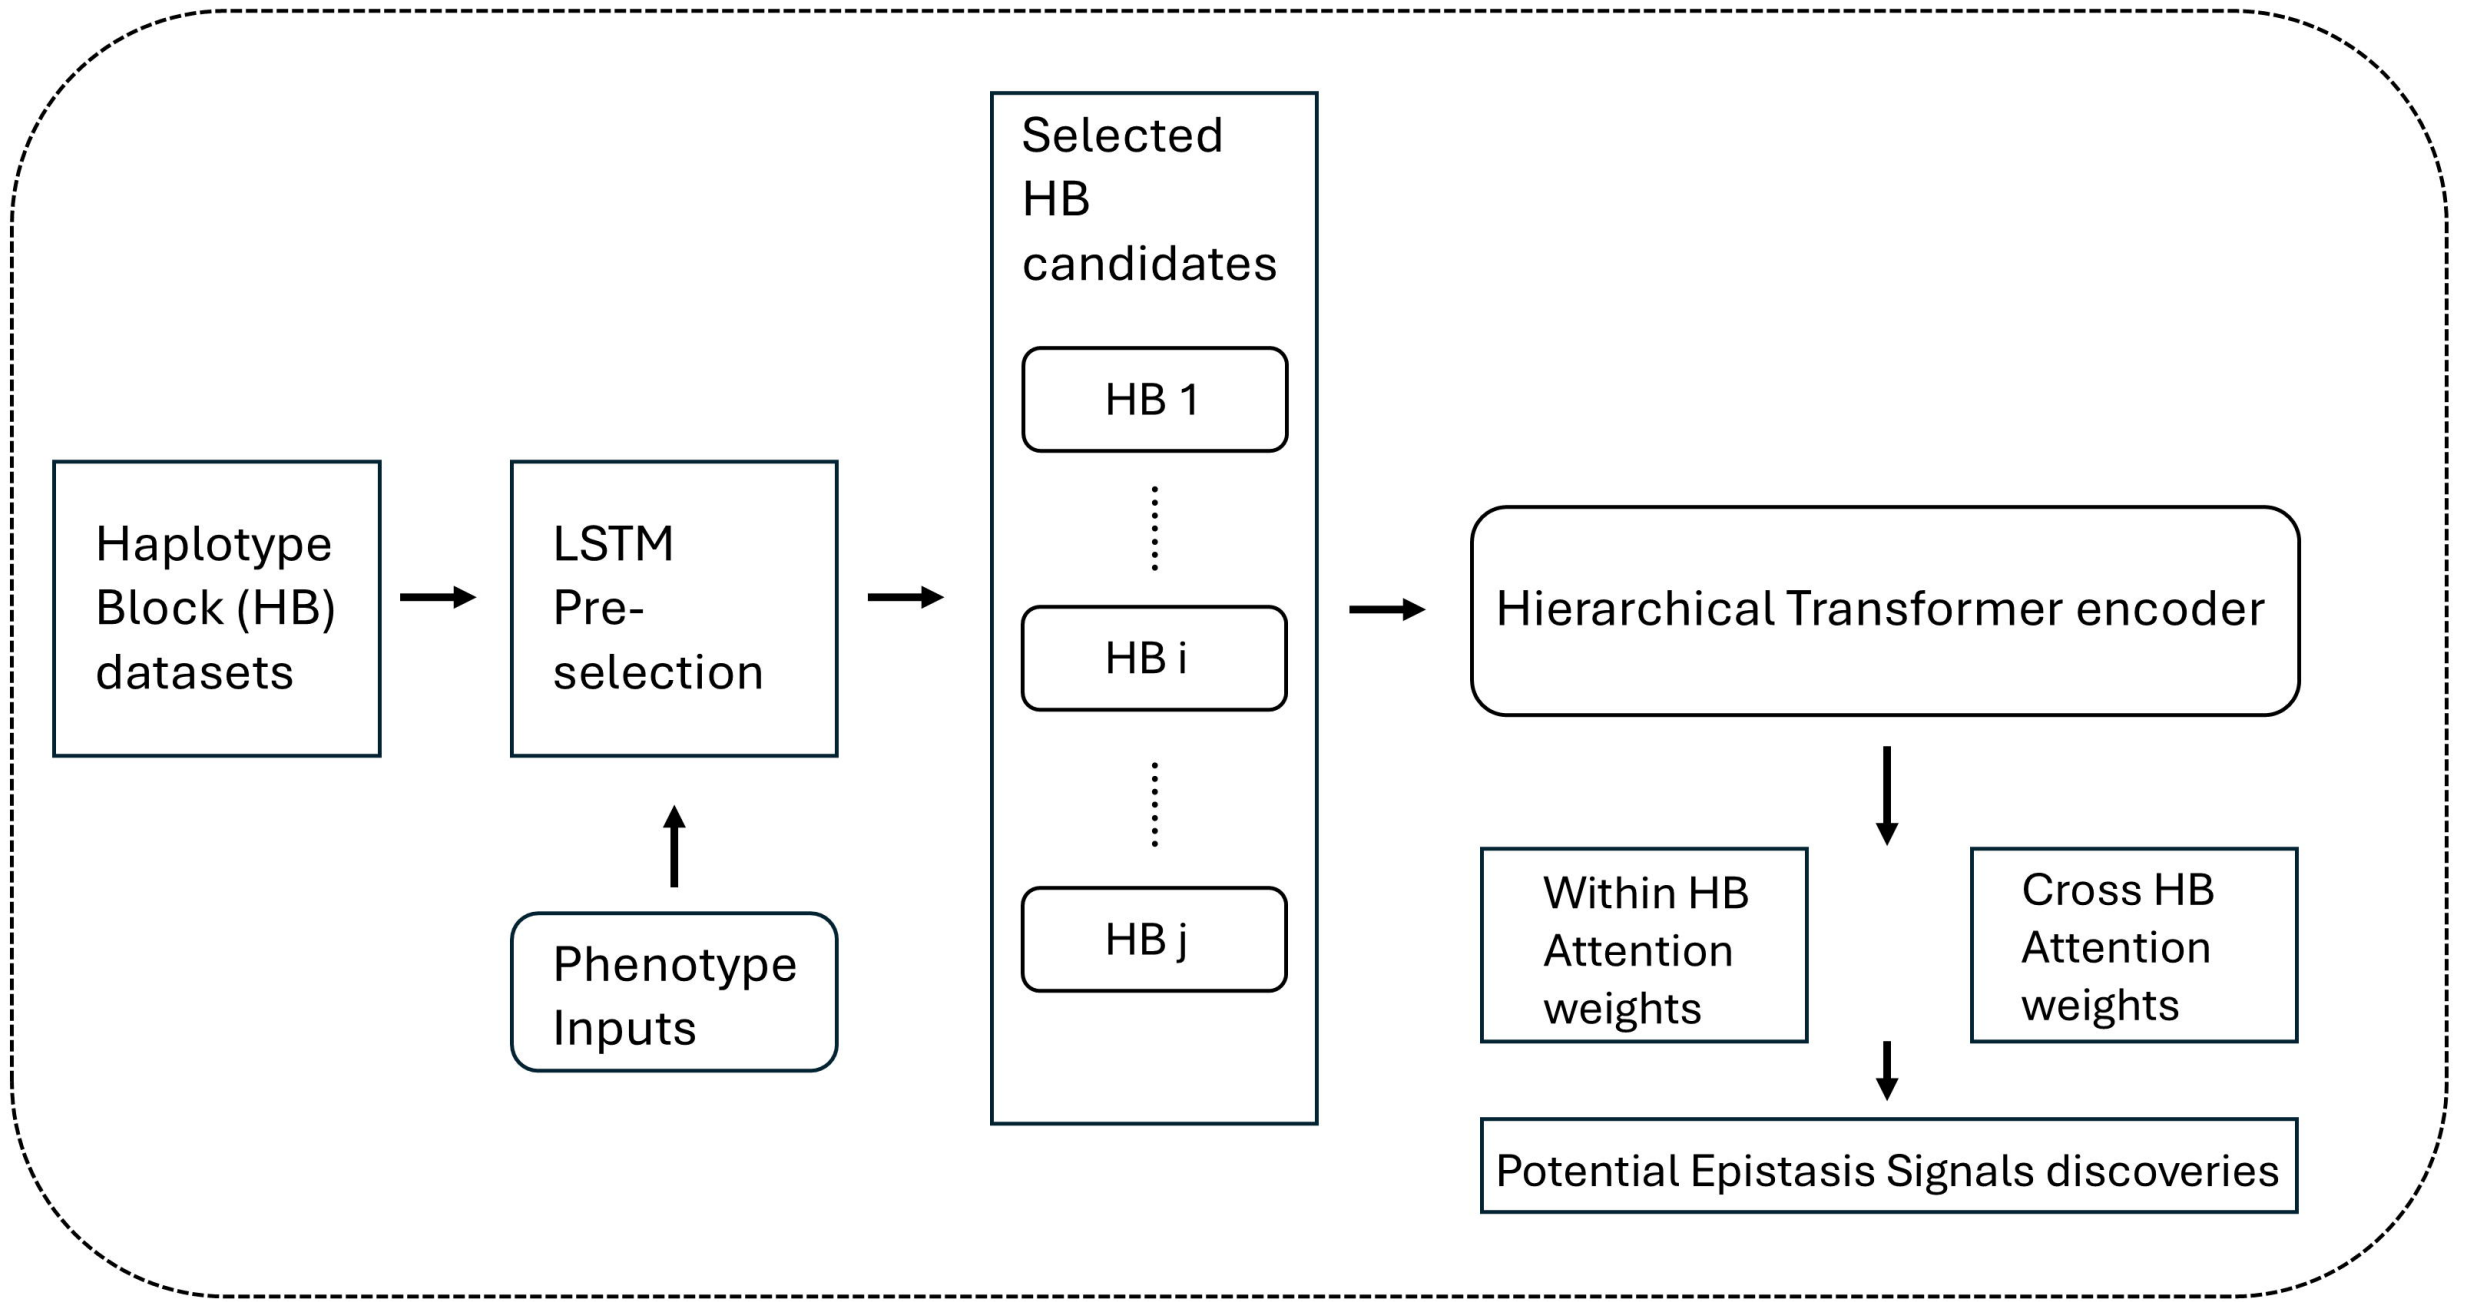 Haplotype
Block (HB)
datasets
LSTM
Pre-
selection
Phenotype
Inputs
Selected
HB
candidates
HB 1
HB i
HB j
Hierarchical Transformer encoder
Within HB
Attention
weights
Cross HB
Attention
weights
Potential Epistasis Signals discoveries